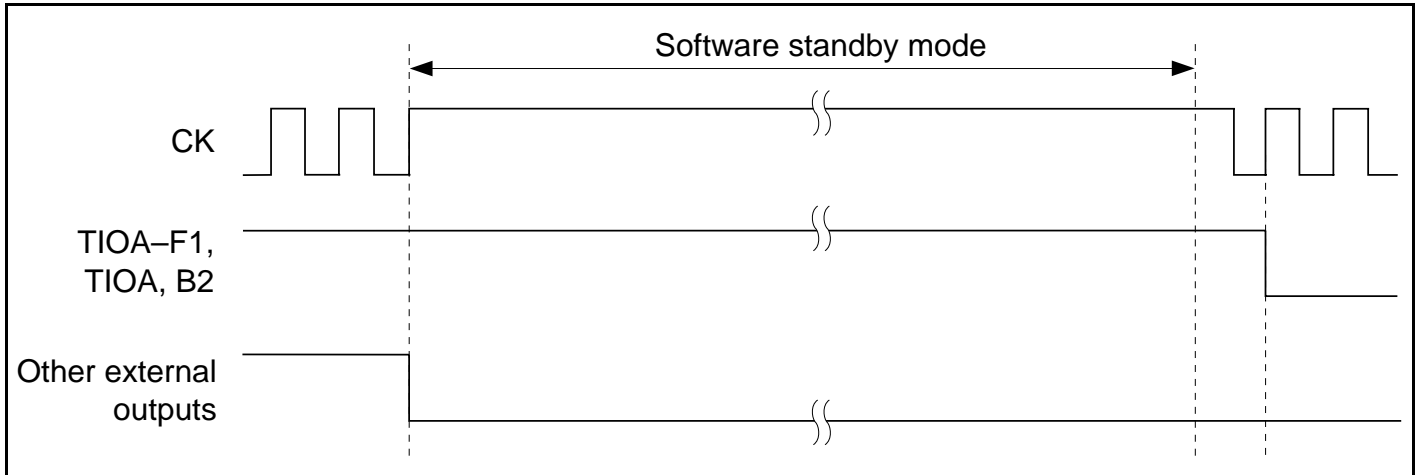 Software standby mode
CK
TIOA–F1,
TIOA, B2
Other external
outputs